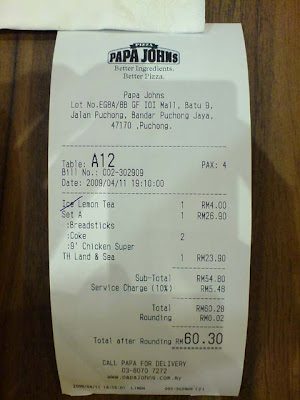 PIZZA
PAPA JOHNS
Better Ingredients.
Better Pizza.
Papa Johns
Lot No.EG8A/8B GF IOI Mall, Batu 9,
Jalan Puchong, Bandar Puchong Jaya,
47170 ,Puchong.
Table: A12 PAX: 4
Bill No.: 002-302909
Date: 2009/04/11 19:10:00
Ice Lemon Tea 1 RM4.00
Set A 1 RM26.90
:Breadsticks
:Coke 2
:9' Chicken Super
TH Land & Sea 1 RM23.90
Sub-Total RM54.80
Service Charge (10%) RM5.48
Total RM60.28
Rounding RM0.02
Total after Rounding RM60.30
CALL PAPA FOR DELIVERY
03-8070 7272
www.papajohns.com.my